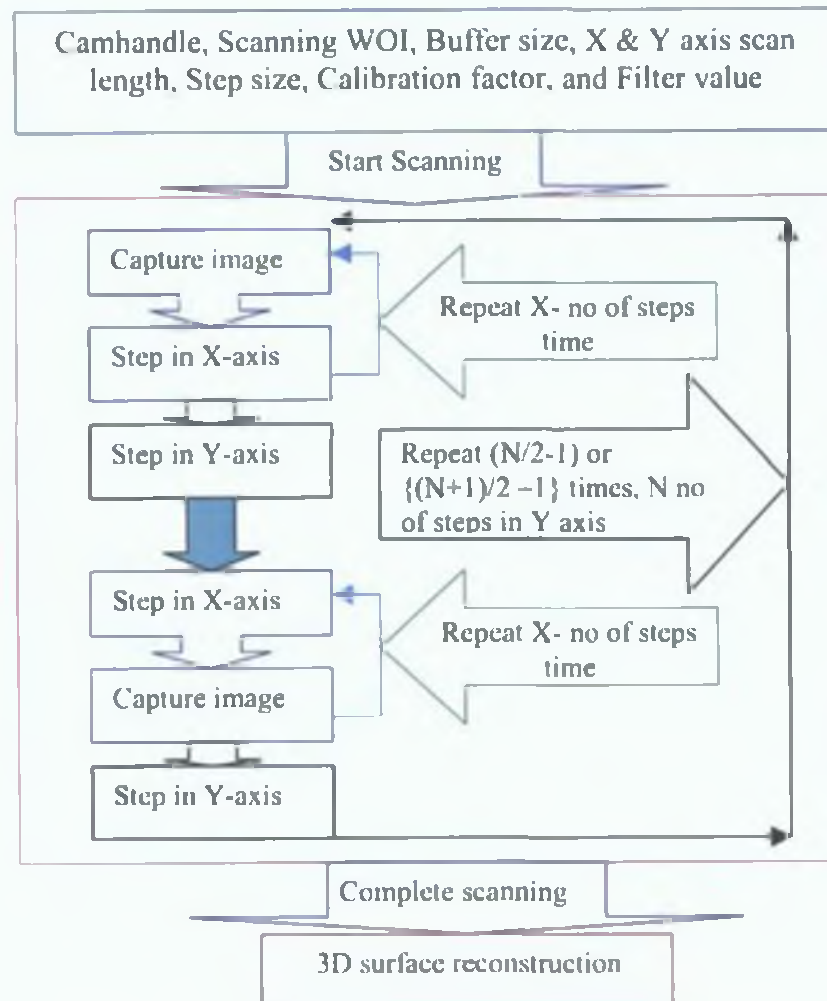 Camhandle, Scanning WOI, Buffer size, X & Y axis scan
length, Step size, Calibration factor, and Filter value
Start Scanning
Capture image
Repeat X- no of steps
time
Step in X-axis
Step in Y-axis
Repeat (N/2-1) or
{(N+1)/2 –1} times, N no
of steps in Y axis
Step in X-axis
Repeat X- no of steps
time
Capture image
Step in Y-axis
Complete scanning
3D surface reconstruction